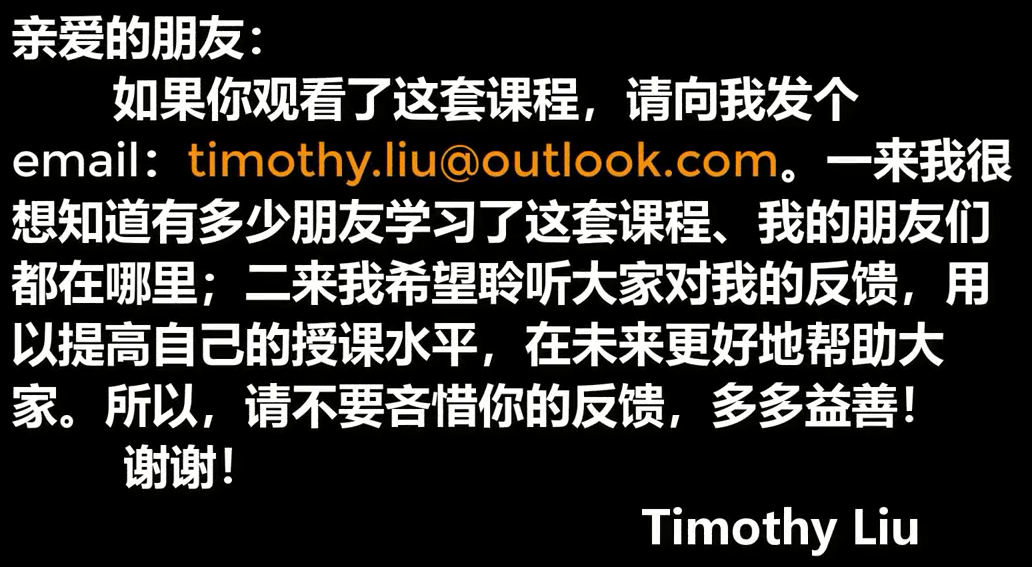 亲爱的朋友：
如果你观看了这套课程，请向我发个
email：timothy.liu@outlook.com。一来我很
想知道有多少朋友学习了这套课程、我的朋友们
都在哪里；二来我希望聆听大家对我的反馈，用
以提高自己的授课水平，在未来更好地帮助大
家。所以，请不要吝惜你的反馈，多多益善！
谢谢！
Timothy Liu